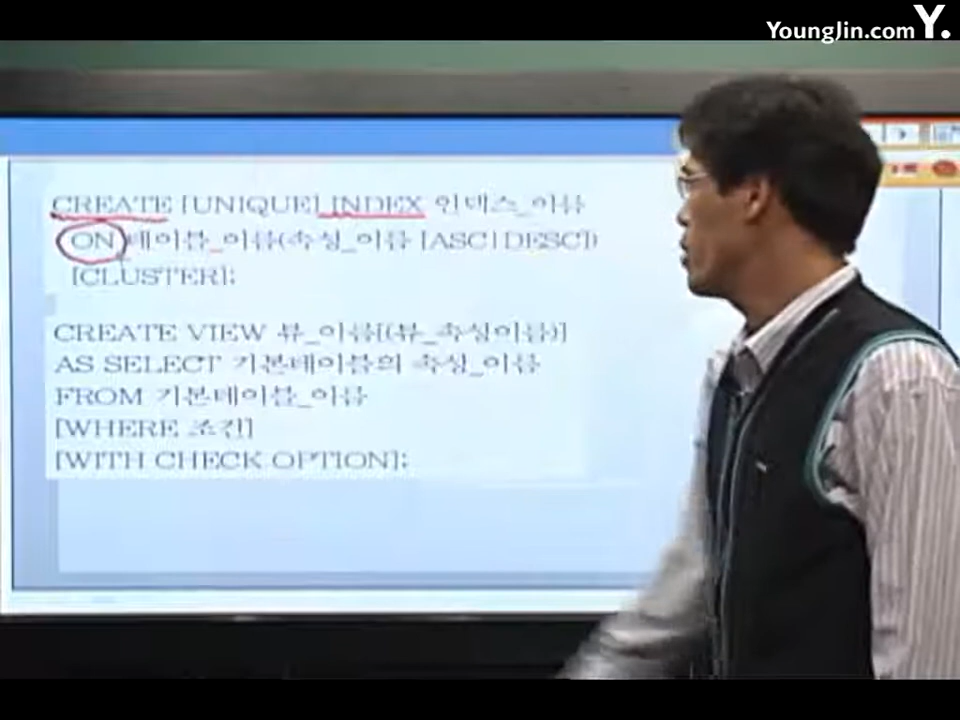 YoungJin.com Y.
CREATE [UNIQUE] INDEX 인덱스_이름
ON 테이블_이름(속성_이름 [ASC|DESC])
[CLUSTER];
CREATE VIEW 뷰_이름[(뷰_속성이름)]
AS SELECT 기본테이블의 속성_이름
FROM 기본테이블_이름
[WHERE 조건]
[WITH CHECK OPTION];